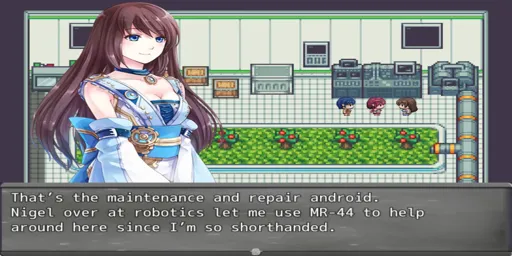 That's the maintenance and repair android.
Nigel over at robotics let me use MR-44 to help
around here since I'm so shorthanded.